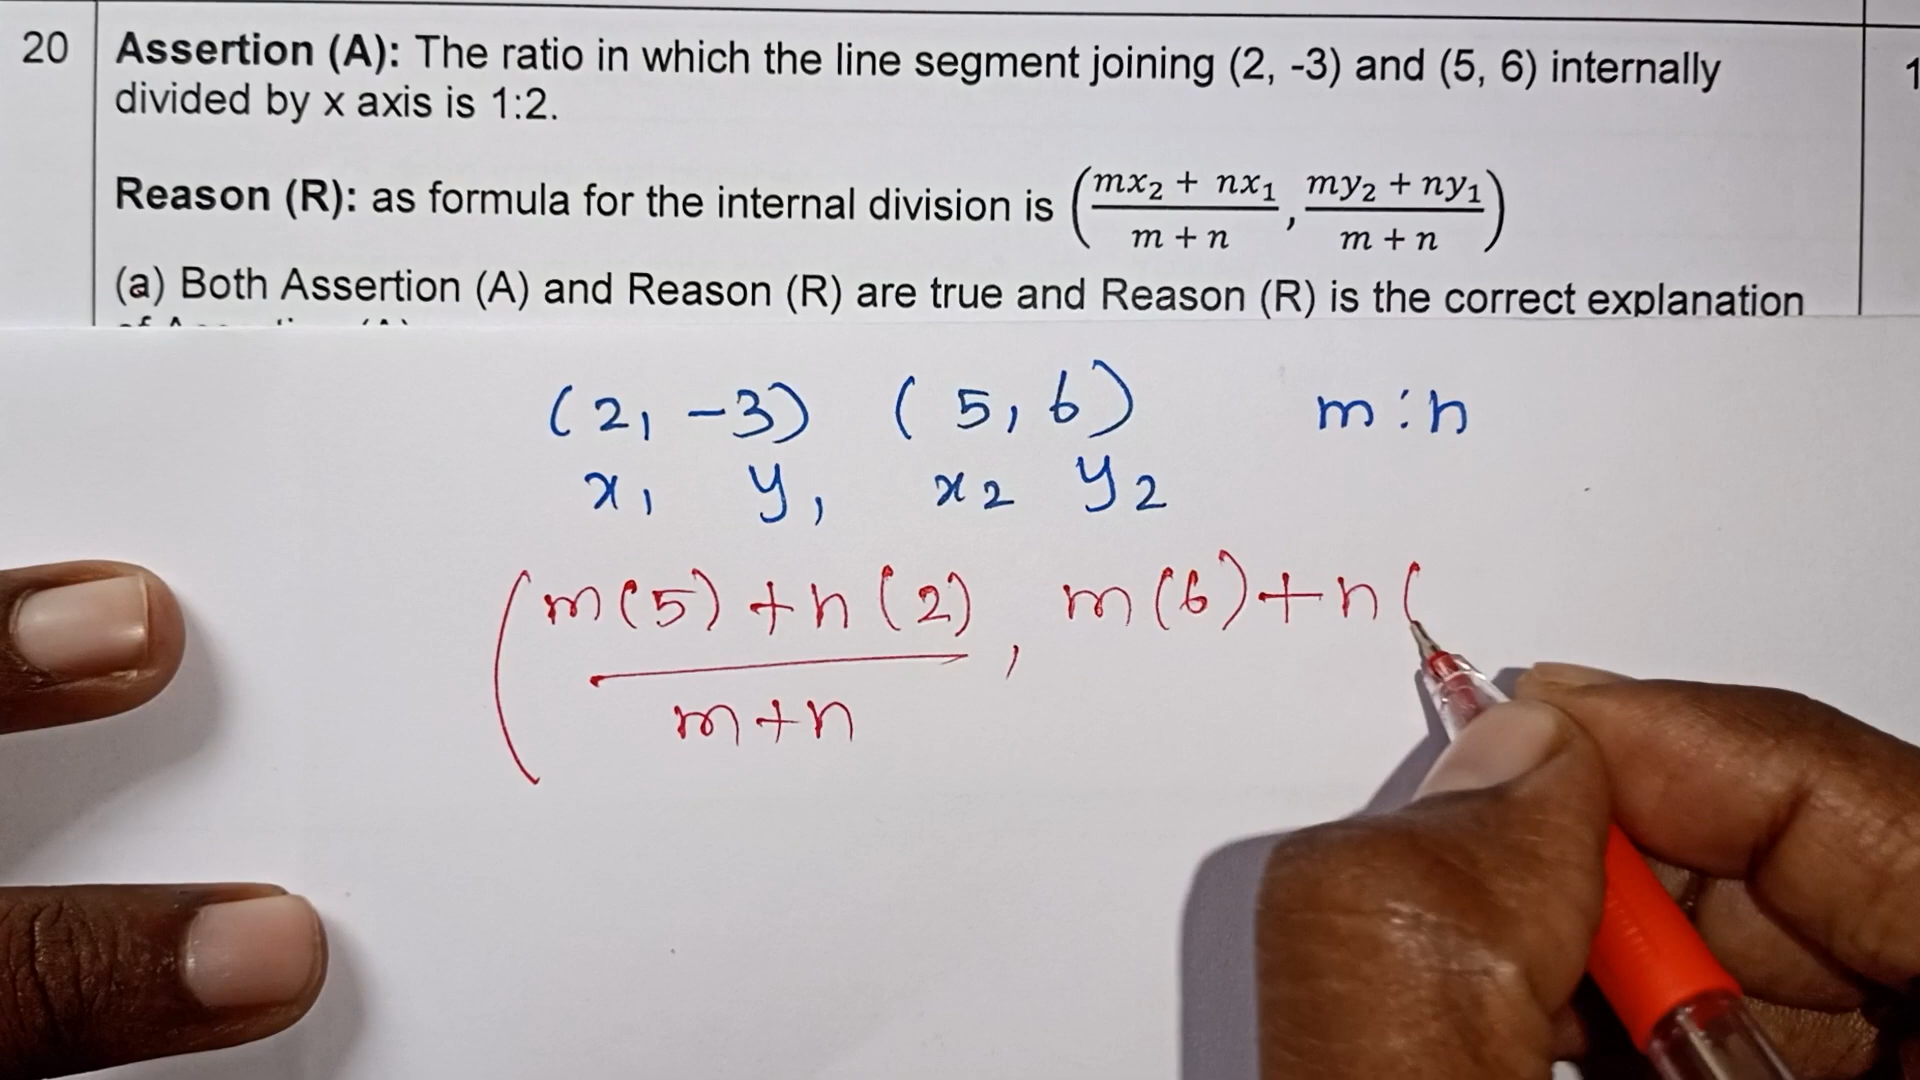 20 Assertion (A): The ratio in which the line segment joining (2, -3) and (5, 6) internally 1
divided by x axis is 1:2.
Reason (R): as formula for the internal division is (mx₂ + nx₁ / m + n , my₂ + ny₁ / m + n)
(a) Both Assertion (A) and Reason (R) are true and Reason (R) is the correct explanation
(2, -3) (5, 6) m : n
x₁ y₁ x₂ y₂
(m(5) + n(2) , m(6) + n(
m + n